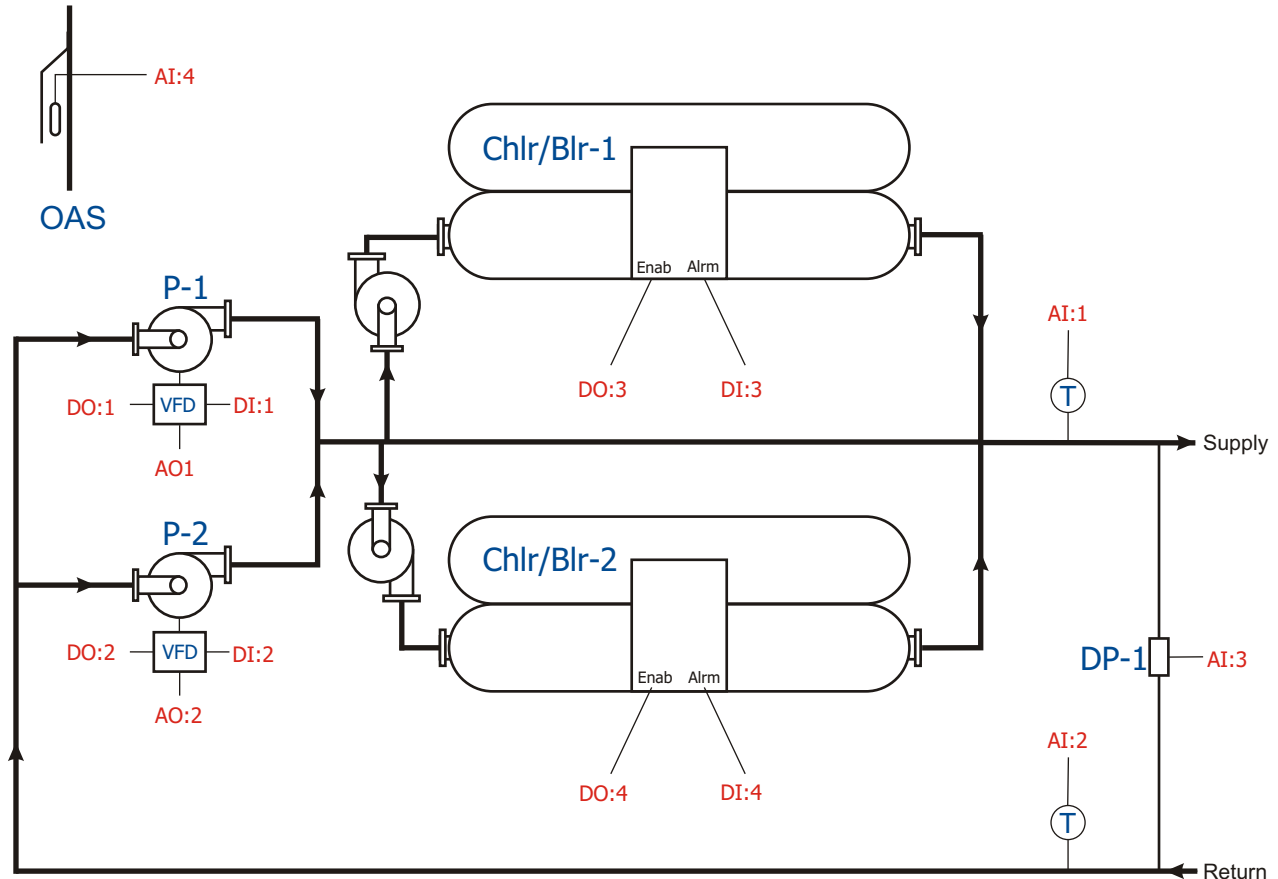 AI:4
OAS
Chlr/Blr-1
Enab Alrm
P-1
AI:1
DO:3 DI:3
T
DO:1 VFD DI:1
Supply
AO1
P-2
Chlr/Blr-2
DO:2 VFD DI:2
DP-1 AI:3
Enab Alrm
AO:2
AI:2
DO:4 DI:4
T
Return